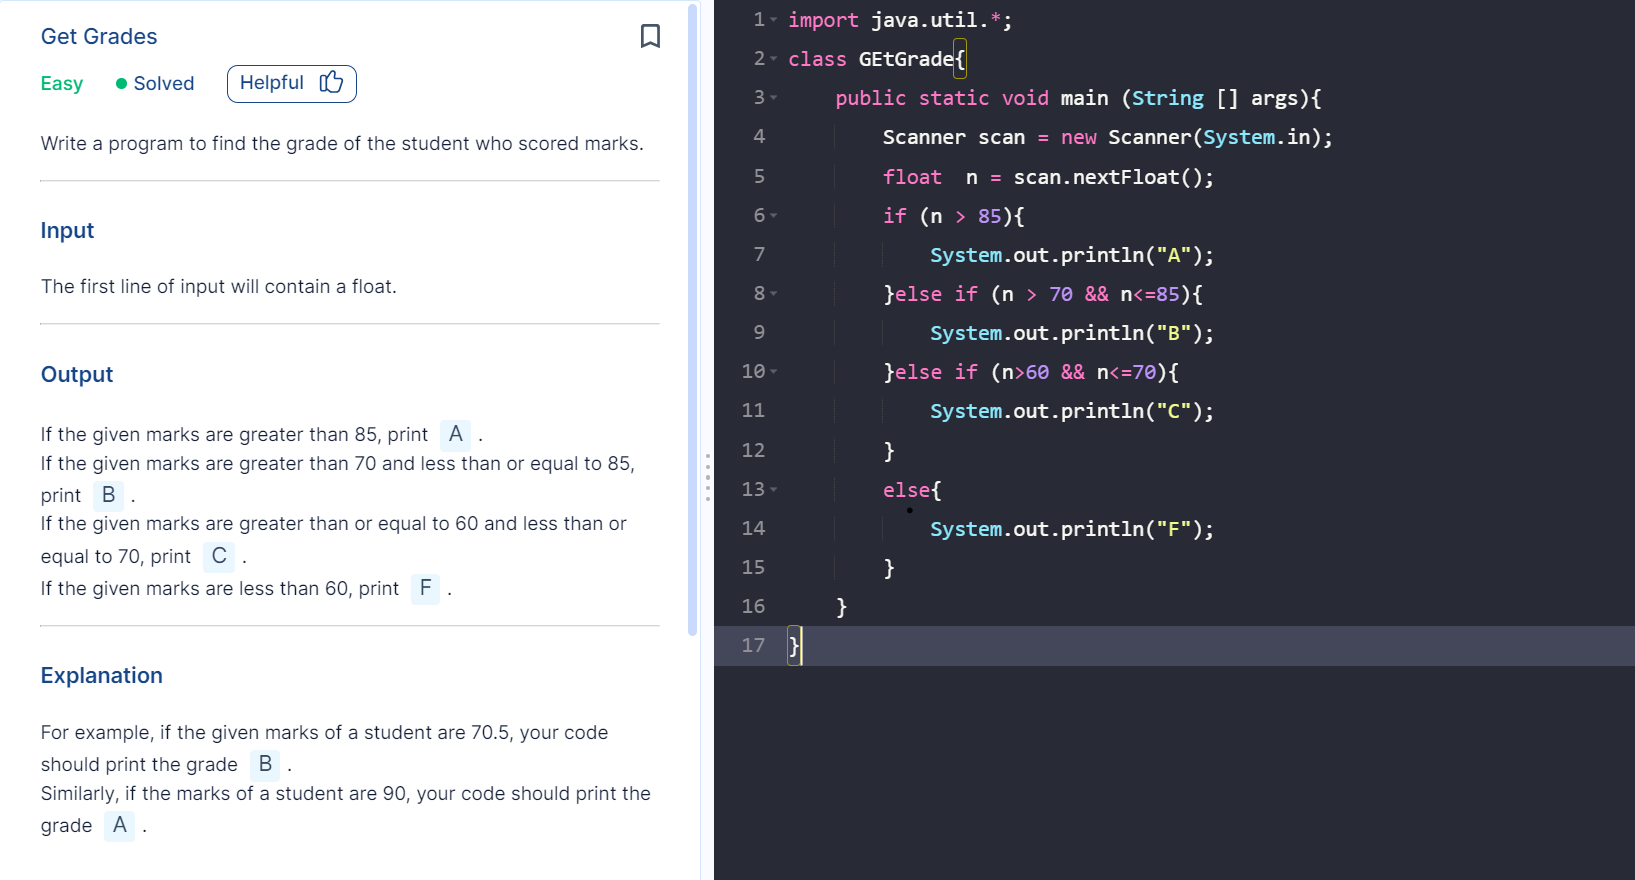 Get Grades
Easy Solved Helpful
Write a program to find the grade of the student who scored marks.
Input
The first line of input will contain a float.
Output
If the given marks are greater than 85, print A .
If the given marks are greater than 70 and less than or equal to 85,
print B .
If the given marks are greater than or equal to 60 and less than or
equal to 70, print C .
If the given marks are less than 60, print F .
Explanation
For example, if the given marks of a student are 70.5, your code
should print the grade B .
Similarly, if the marks of a student are 90, your code should print the
grade A .
1 import java.util.*;
2 class GEtGrade{
3     public static void main (String [] args){
4         Scanner scan = new Scanner(System.in);
5         float  n = scan.nextFloat();
6         if (n > 85){
7             System.out.println("A");
8         }else if (n > 70 && n<=85){
9             System.out.println("B");
10         }else if (n>60 && n<=70){
11             System.out.println("C");
12         }
13         else{
14             System.out.println("F");
15         }
16     }
17 }